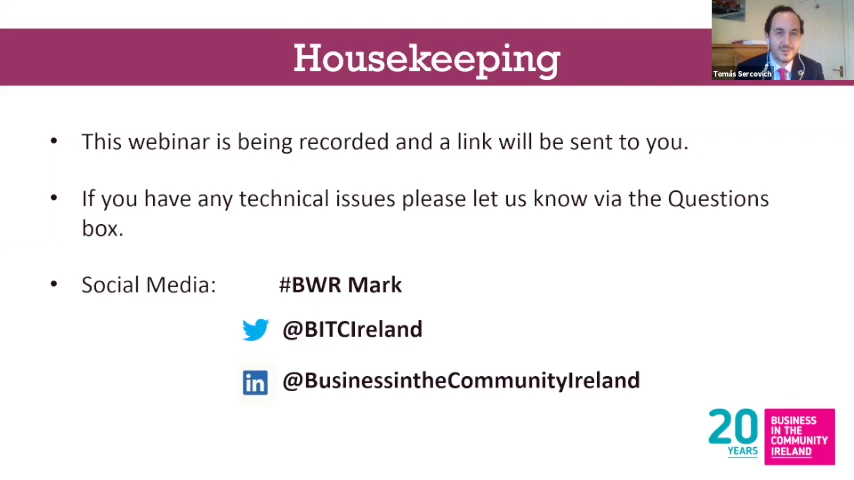 Housekeeping
Tomás Sercovich
• This webinar is being recorded and a link will be sent to you.
• If you have any technical issues please let us know via the Questions
box.
• Social Media: #BWR Mark
@BITCIreland
in @BusinessintheCommunityIreland
20
YEARS
BUSINESS
IN THE
COMMUNITY
IRELAND